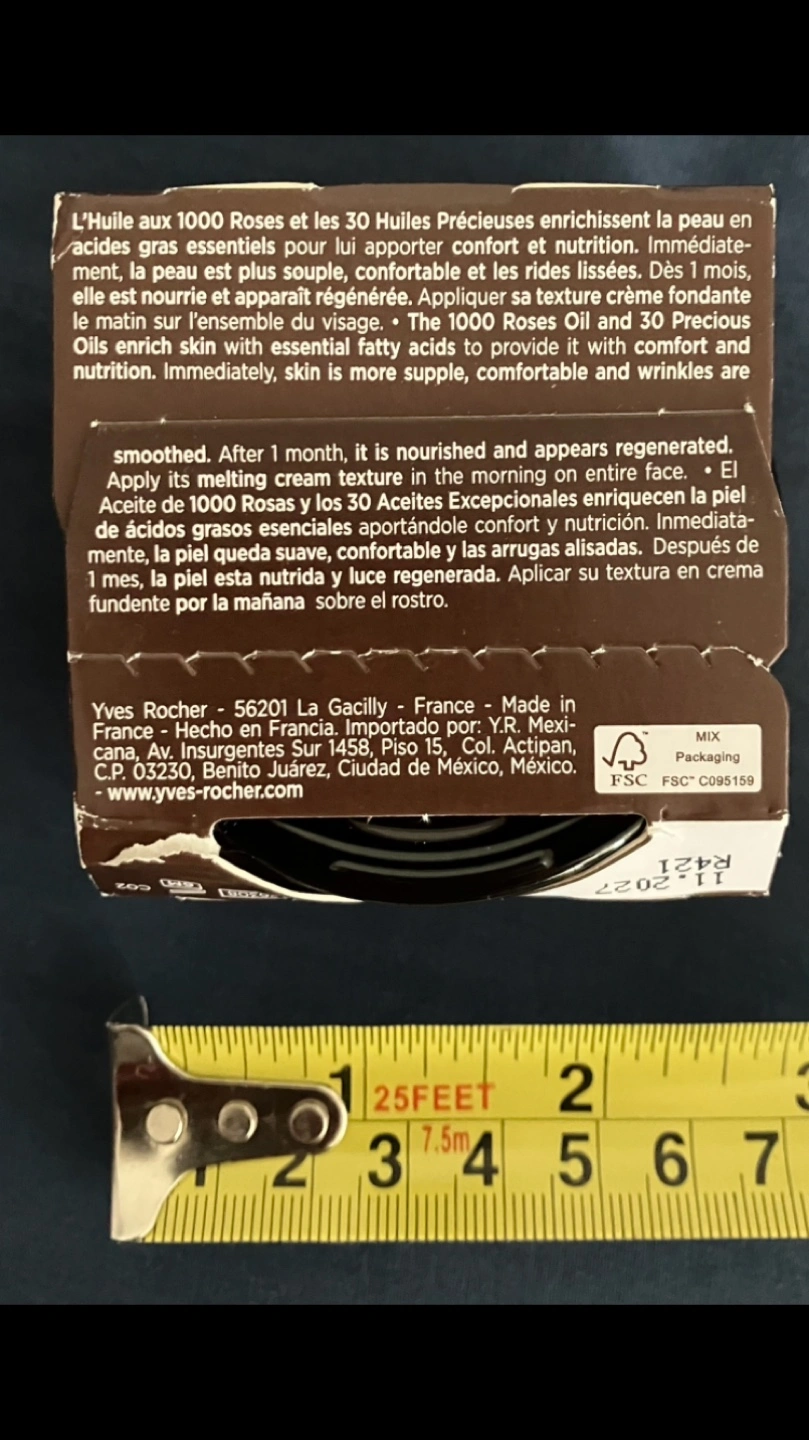 L'Huile aux 1000 Roses et les 30 Huiles Précieuses enrichissent la peau en
acides gras essentiels pour lui apporter confort et nutrition. Immédiate-
ment, la peau est plus souple, confortable et les rides lissées. Dès 1 mois,
elle est nourrie et apparaît régénérée. Appliquer sa texture crème fondante
le matin sur l'ensemble du visage. • The 1000 Roses Oil and 30 Precious
Oils enrich skin with essential fatty acids to provide it with comfort and
nutrition. Immediately, skin is more supple, comfortable and wrinkles are
smoothed. After 1 month, it is nourished and appears regenerated.
Apply its melting cream texture in the morning on entire face. • El
Aceite de 1000 Rosas y los 30 Aceites Excepcionales enriquecen la piel
de ácidos grasos esenciales aportándole confort y nutrición. Inmediata-
mente, la piel queda suave, confortable y las arrugas alisadas. Después de
1 mes, la piel esta nutrida y luce regenerada. Aplicar su textura en crema
fundente por la mañana sobre el rostro.
Yves Rocher - 56201 La Gacilly - France - Made in
France - Hecho en Francia. Importado por: Y.R. Mexi-
cana, Av. Insurgentes Sur 1458, Piso 15, Col. Actipan,
C.P. 03230, Benito Juárez, Ciudad de México, México.
- www.yves-rocher.com
MIX
Packaging
FSC™ C095159
FSC
R421
11.2027
C02
6M
1 25FEET 2 3
7.5m
1 2 3 4 5 6 7